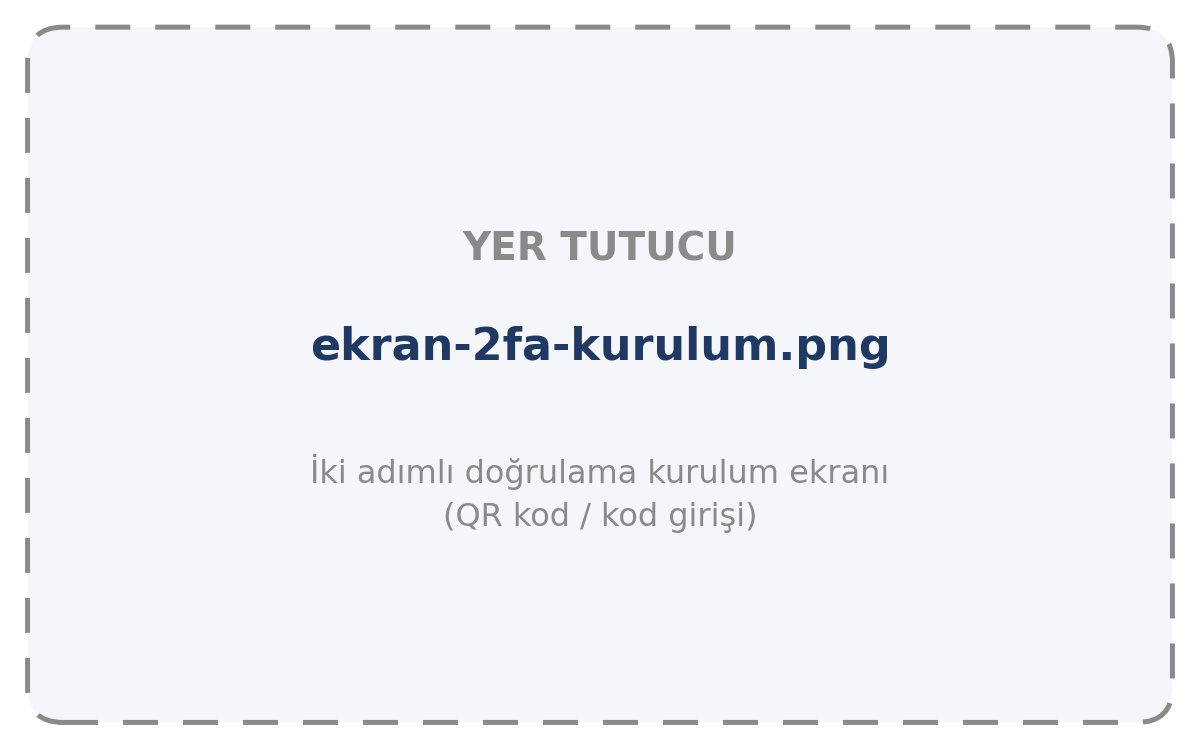 YER TUTUCU
ekran-2fa-kurulum.png
İki adımlı doğrulama kurulum ekranı
(QR kod / kod girişi)